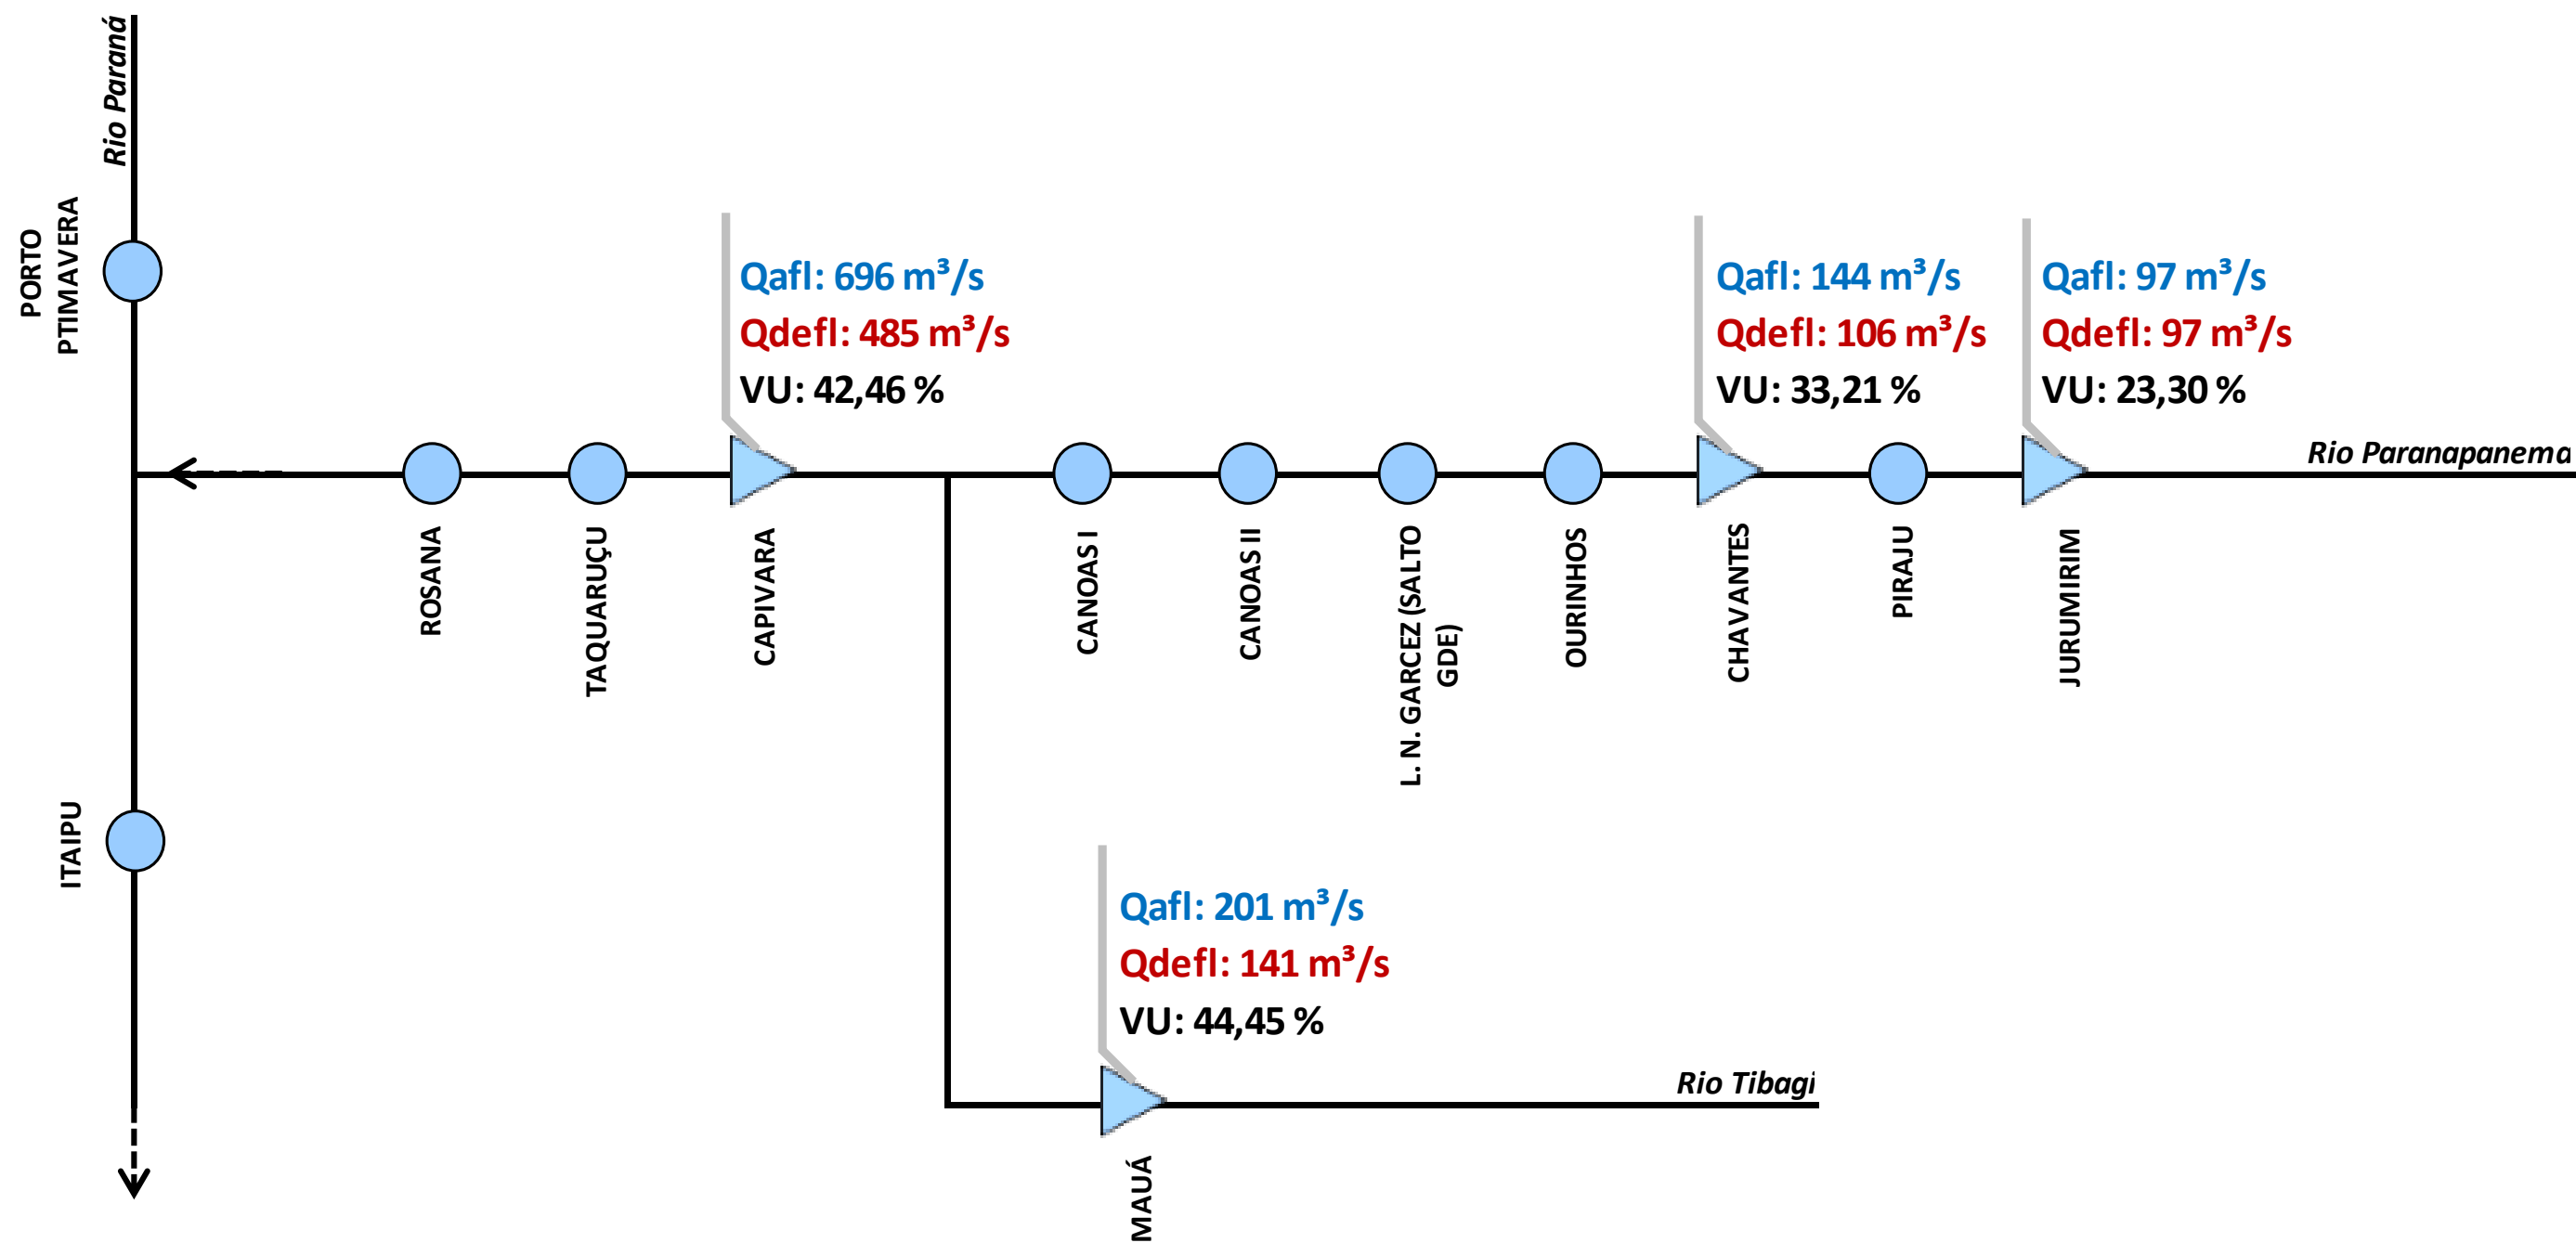 Rio Paraná
PORTO
PTIMAVERA
Qafl: 696 m³/s
Qdefl: 485 m³/s
VU: 42,46 %
Qafl: 144 m³/s
Qdefl: 106 m³/s
VU: 33,21 %
Qafl: 97 m³/s
Qdefl: 97 m³/s
VU: 23,30 %
Rio Paranapanema
ROSANA
TAQUARUÇU
CAPIVARA
CANOAS I
CANOAS II
L. N. GARCEZ (SALTO
GDE)
OURINHOS
CHAVANTES
PIRAJU
JURUMIRIM
ITAIPU
Qafl: 201 m³/s
Qdefl: 141 m³/s
VU: 44,45 %
Rio Tibagi
MAUÁ